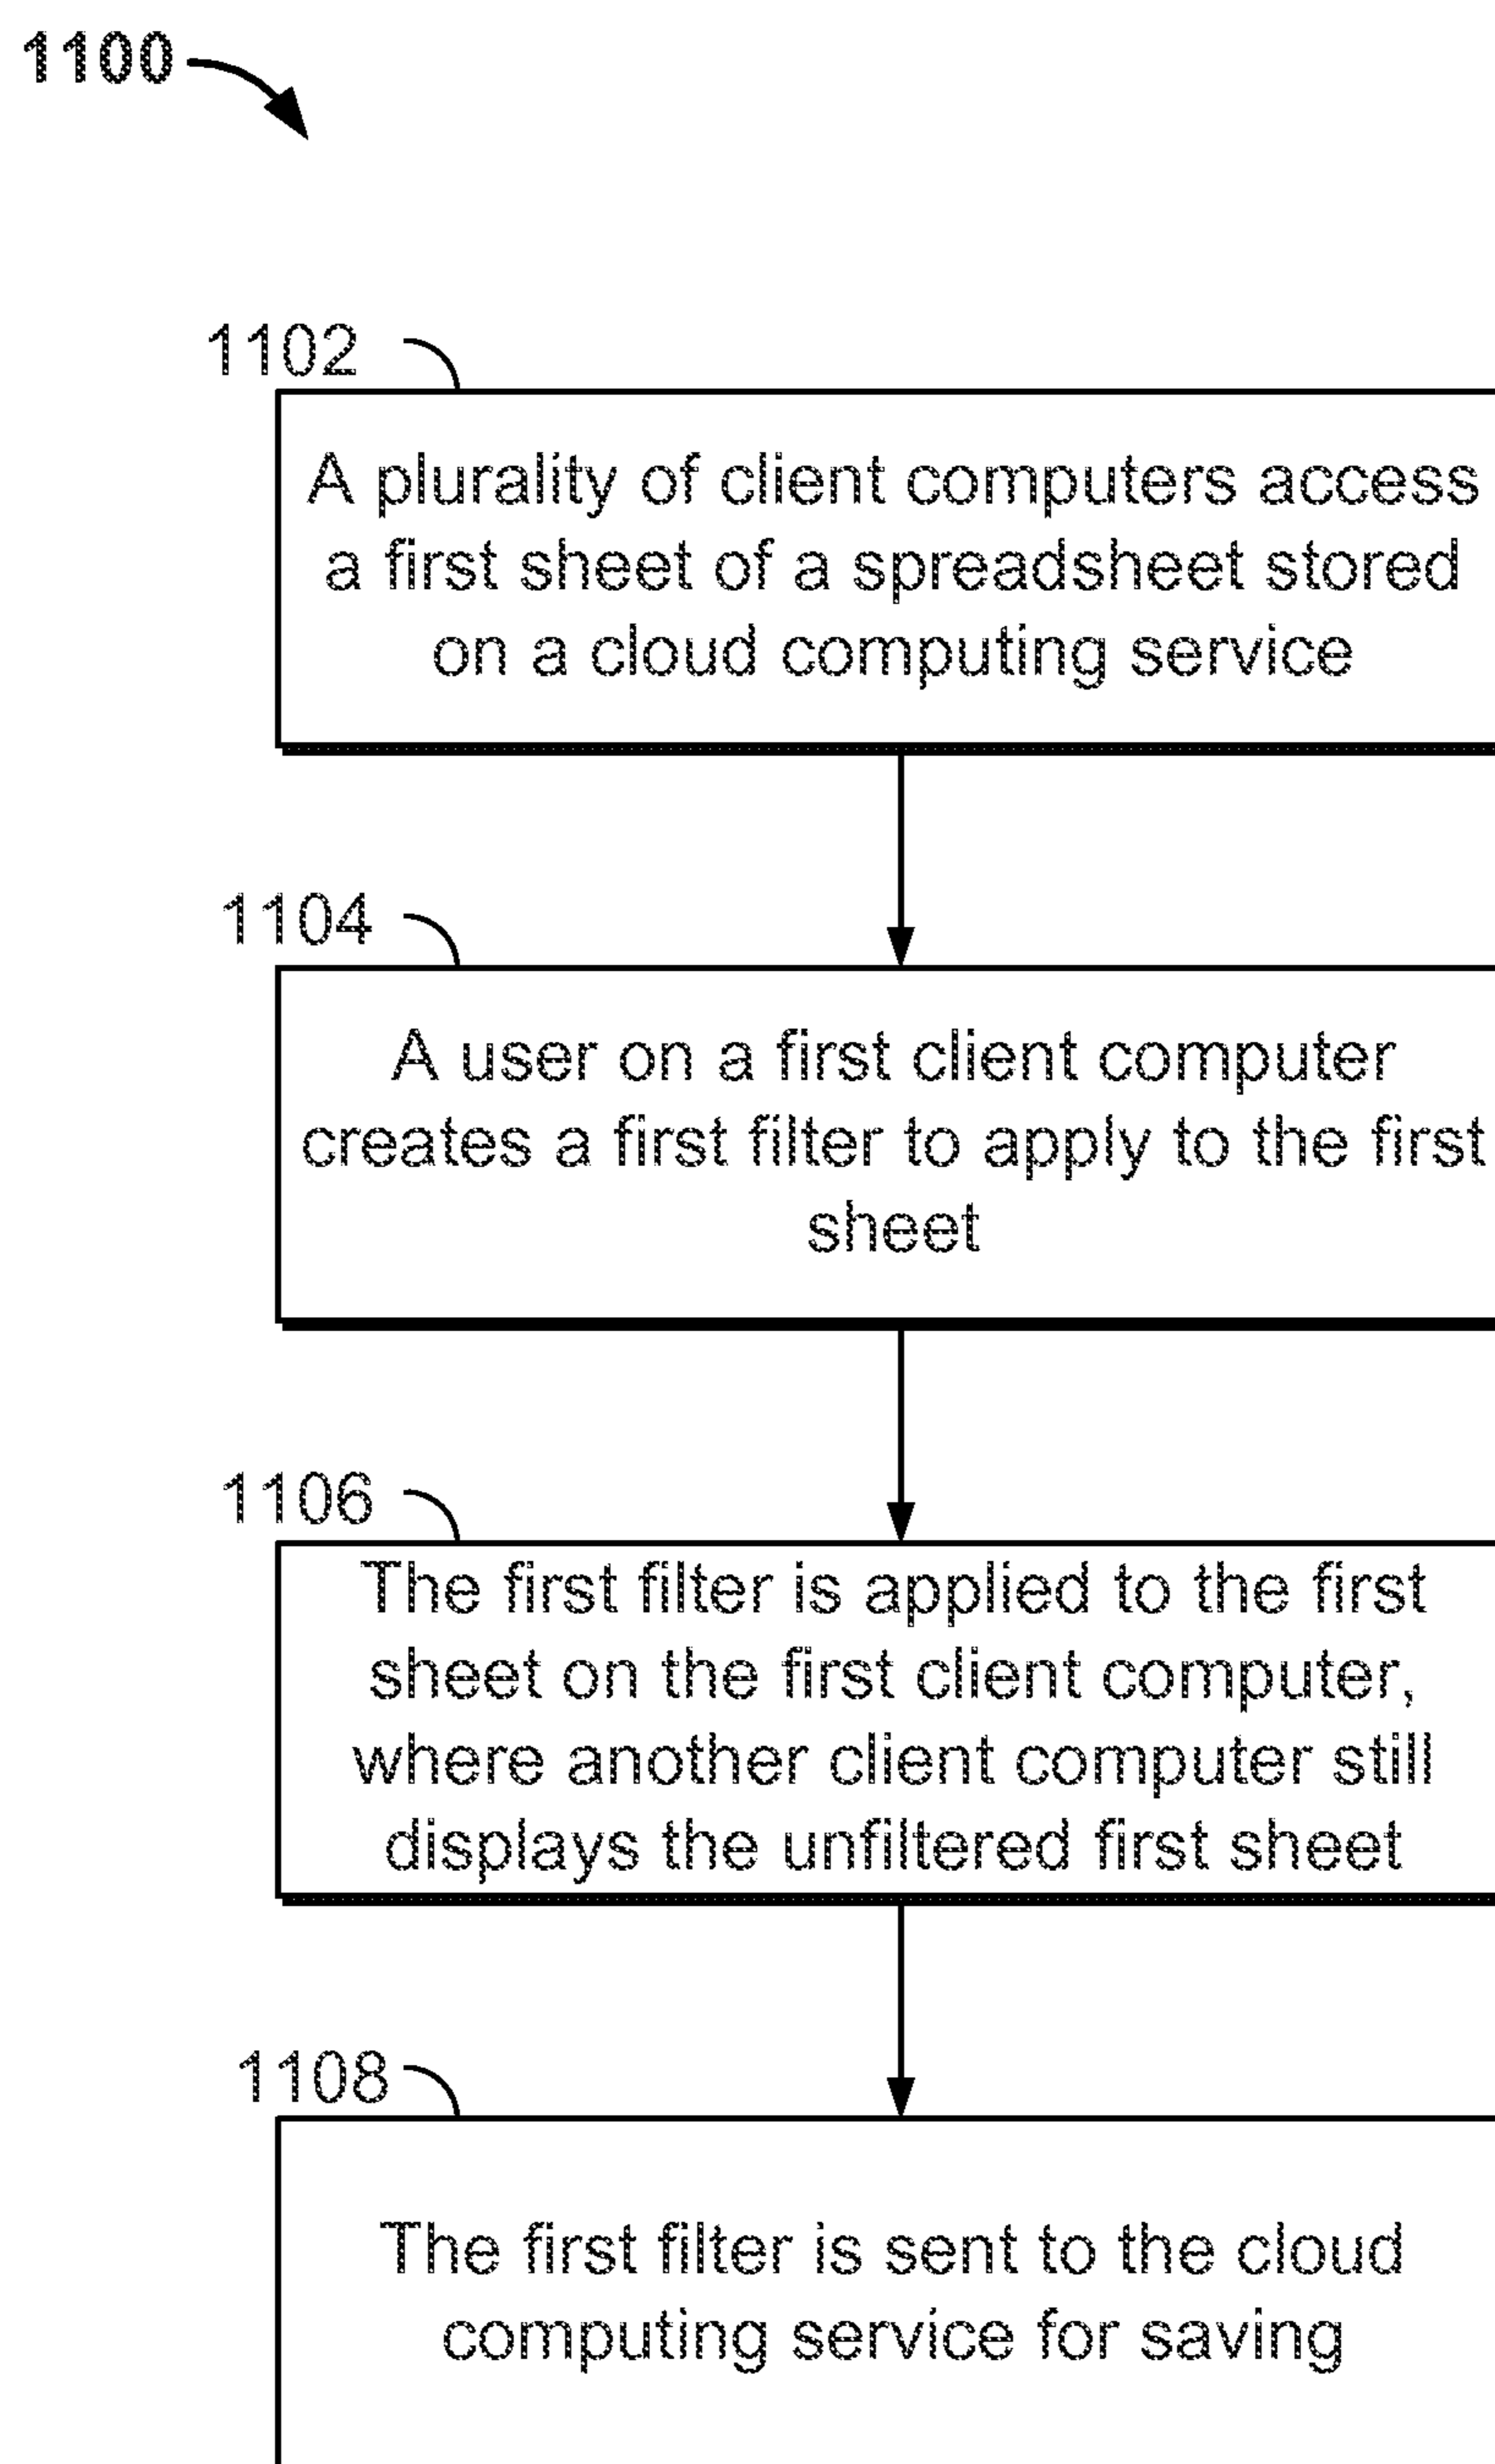 1100
1102
A plurality of client computers access
a first sheet of a spreadsheet stored
on a cloud computing service
1104
A user on a first client computer
creates a first filter to apply to the first
sheet
1106
The first filter is applied to the first
sheet on the first client computer,
where another client computer still
displays the unfiltered first sheet
1108
The first filter is sent to the cloud
computing service for saving